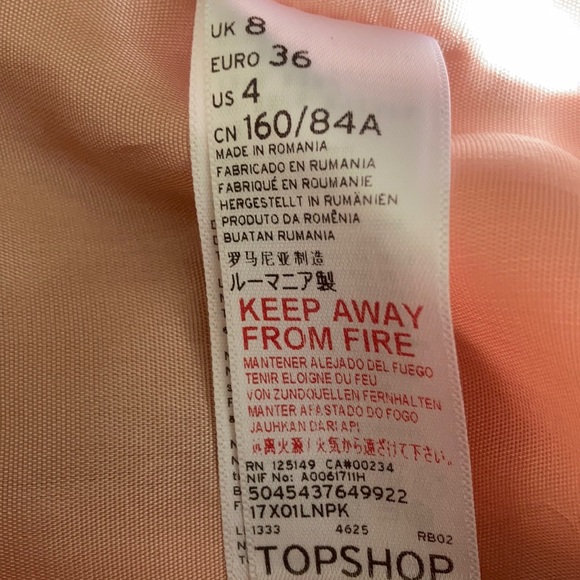 UK 8
EURO 36
US 4
CN 160/84A
MADE IN ROMANIA
FABRICADO EN RUMANIA
FABRIQUÉ EN ROUMANIE
HERGESTELLT IN RUMÄNIEN
PRODUTO DA ROMÊNIA
BUATAN RUMANIA
罗马尼亚制造
ルーマニア製
KEEP AWAY
FROM FIRE
MANTENER ALEJADO DEL FUEGO
TENIR ELOIGNE DU FEU
VON ZUNDQUELLEN FERNHALTEN
MANTER AFASTADO DO FOGO
JAUHKAN DARI API
离火源 / 火気から遠ざけて下さい。
RN 125149 CA#00234
NIF No: A0061711H
5045437649922
17X01LNPK
1333 4625 RB02
TOPSHOP